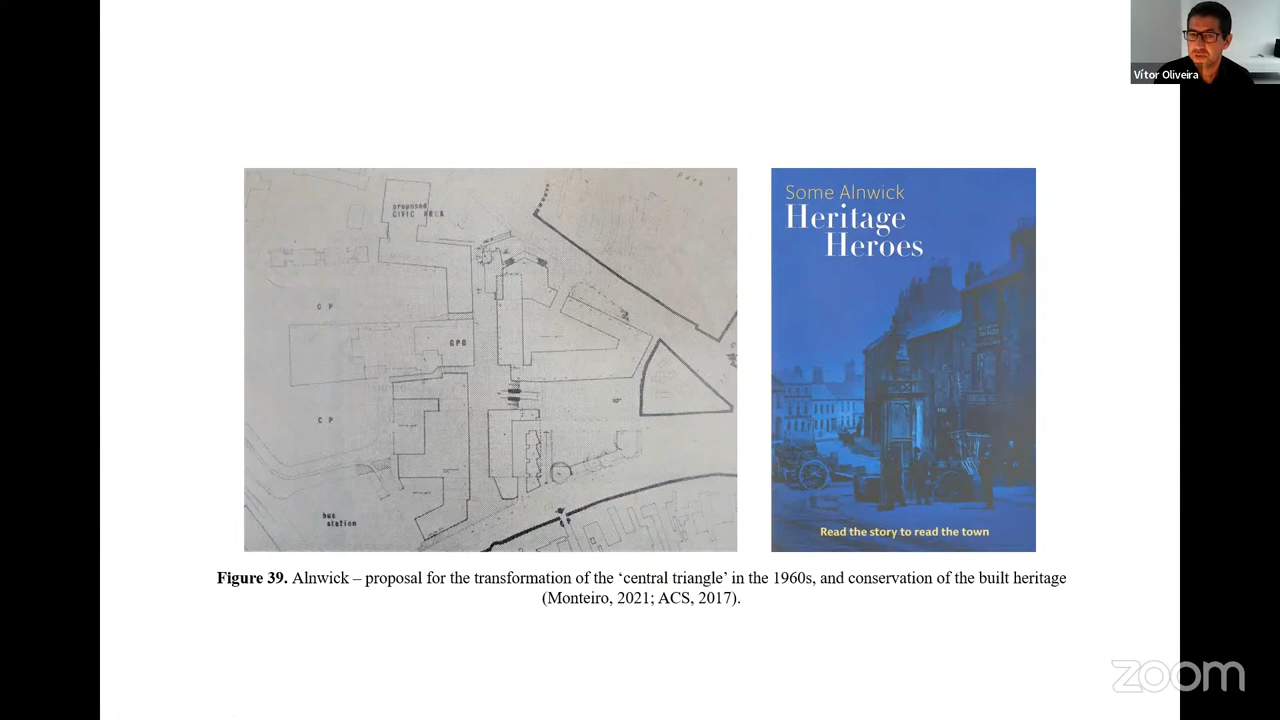 Vítor Oliveira
Park
proposed
CIVIC AREA
C P
GPO
C P
bus
station
Some Alnwick
Heritage
Heroes
Read the story to read the town
Figure 39. Alnwick – proposal for the transformation of the ‘central triangle’ in the 1960s, and conservation of the built heritage
(Monteiro, 2021; ACS, 2017).
zoom